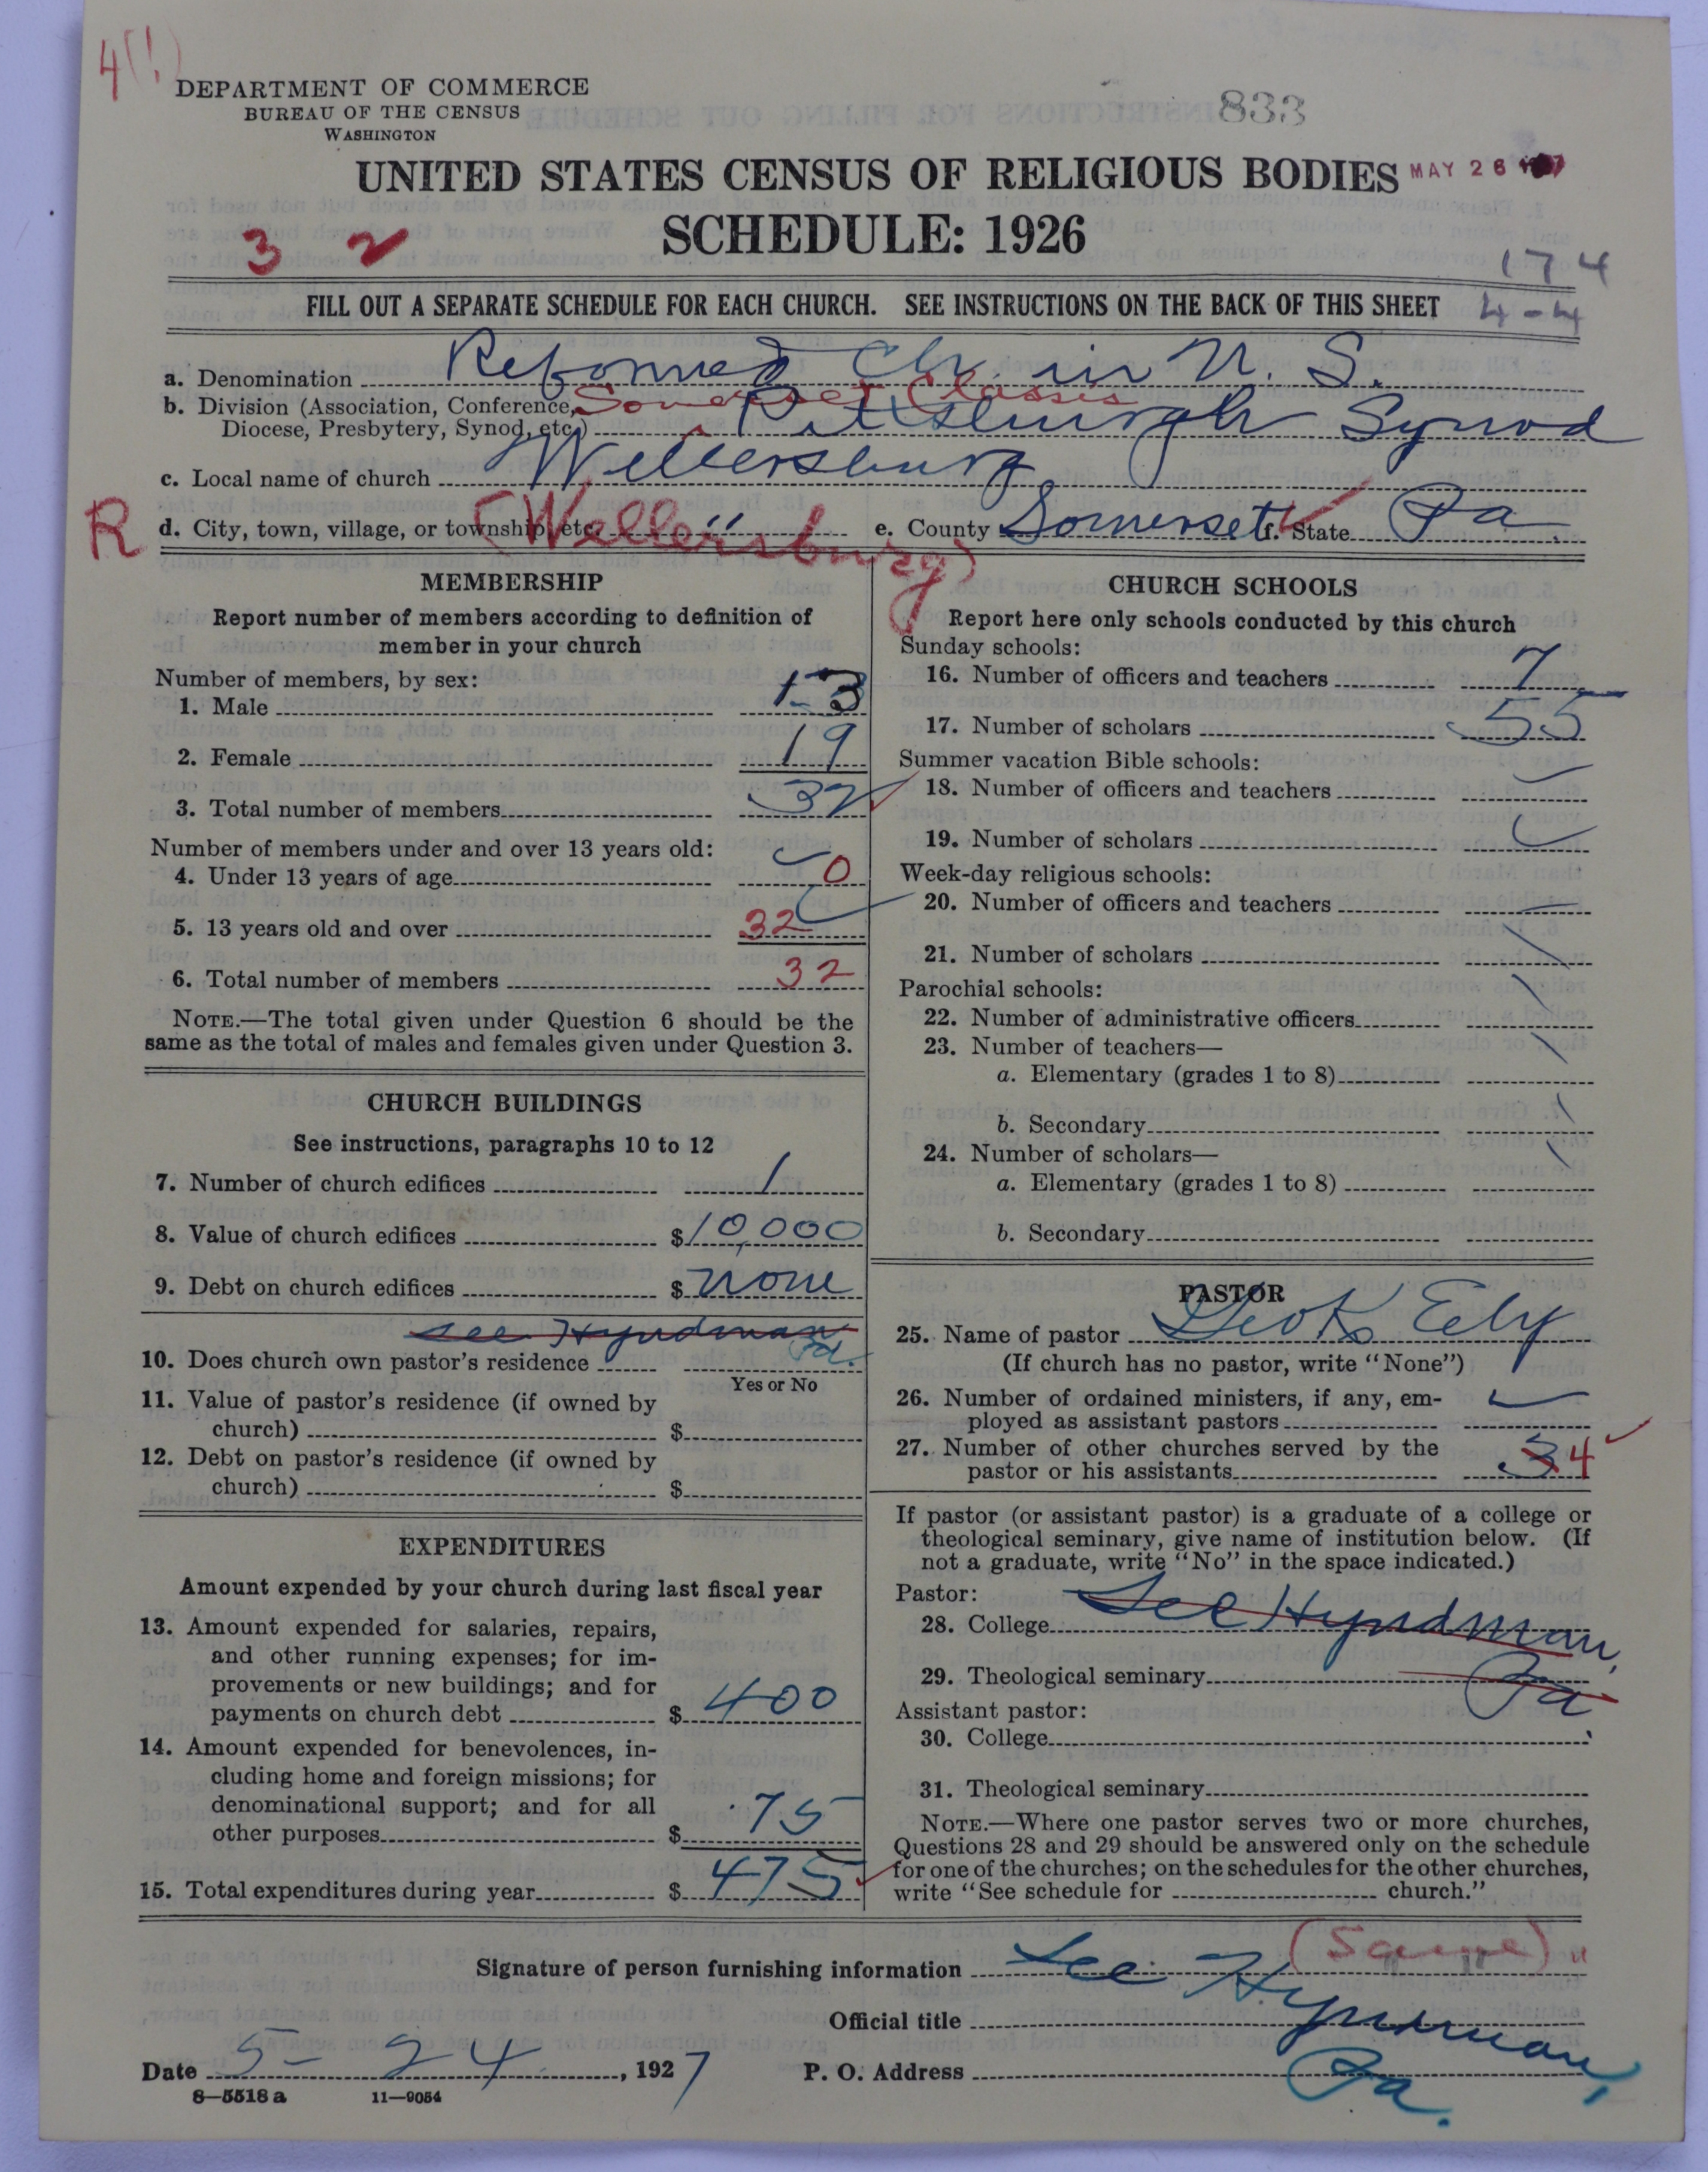 4(!)
DEPARTMENT OF COMMERCE
BUREAU OF THE CENSUS
WASHINGTON
833
UNITED STATES CENSUS OF RELIGIOUS BODIES
MAY 26
SCHEDULE: 1926
3 2
174
FILL OUT A SEPARATE SCHEDULE FOR EACH CHURCH. SEE INSTRUCTIONS ON THE BACK OF THIS SHEET
4-4
a. Denomination Reformed Ch. in U. S.
b. Division (Association, Conference, Somerset Classis
Diocese, Presbytery, Synod, etc.) Pittsburgh Synod
c. Local name of church Wellersburg
R d. City, town, village, or township, etc. " (Wellersburg) e. County Somerset f. State Pa.
MEMBERSHIP
Report number of members according to definition of
member in your church
Number of members, by sex:
1. Male 13
2. Female 19
3. Total number of members 32
Number of members under and over 13 years old:
4. Under 13 years of age 0
5. 13 years old and over 32
6. Total number of members 32
NOTE.—The total given under Question 6 should be the
same as the total of males and females given under Question 3.
CHURCH BUILDINGS
See instructions, paragraphs 10 to 12
7. Number of church edifices 1
8. Value of church edifices $10,000
9. Debt on church edifices $ none
see Hyndman
Pa.
10. Does church own pastor's residence
Yes or No
11. Value of pastor's residence (if owned by
church) $
12. Debt on pastor's residence (if owned by
church) $
EXPENDITURES
Amount expended by your church during last fiscal year
13. Amount expended for salaries, repairs,
and other running expenses; for im-
provements or new buildings; and for
payments on church debt $ 400
14. Amount expended for benevolences, in-
cluding home and foreign missions; for
denominational support; and for all
other purposes $ 75
15. Total expenditures during year $ 475
CHURCH SCHOOLS
Report here only schools conducted by this church
Sunday schools:
16. Number of officers and teachers 7
17. Number of scholars 55
Summer vacation Bible schools:
18. Number of officers and teachers
19. Number of scholars
Week-day religious schools:
20. Number of officers and teachers
21. Number of scholars
Parochial schools:
22. Number of administrative officers
23. Number of teachers—
a. Elementary (grades 1 to 8)
b. Secondary
24. Number of scholars—
a. Elementary (grades 1 to 8)
b. Secondary
PASTOR
25. Name of pastor Ely
(If church has no pastor, write "None")
26. Number of ordained ministers, if any, em-
ployed as assistant pastors
27. Number of other churches served by the
pastor or his assistants 3 4
If pastor (or assistant pastor) is a graduate of a college or
theological seminary, give name of institution below. (If
not a graduate, write "No" in the space indicated.)
Pastor:
28. College See Hyndman,
29. Theological seminary Pa
Assistant pastor:
30. College
31. Theological seminary
NOTE.—Where one pastor serves two or more churches,
Questions 28 and 29 should be answered only on the schedule
for one of the churches; on the schedules for the other churches,
write "See schedule for church."
Signature of person furnishing information See (Same) "
Official title Hyndman,
Date 5-24, 1927 P. O. Address Pa.
8—5518 a 11—9054